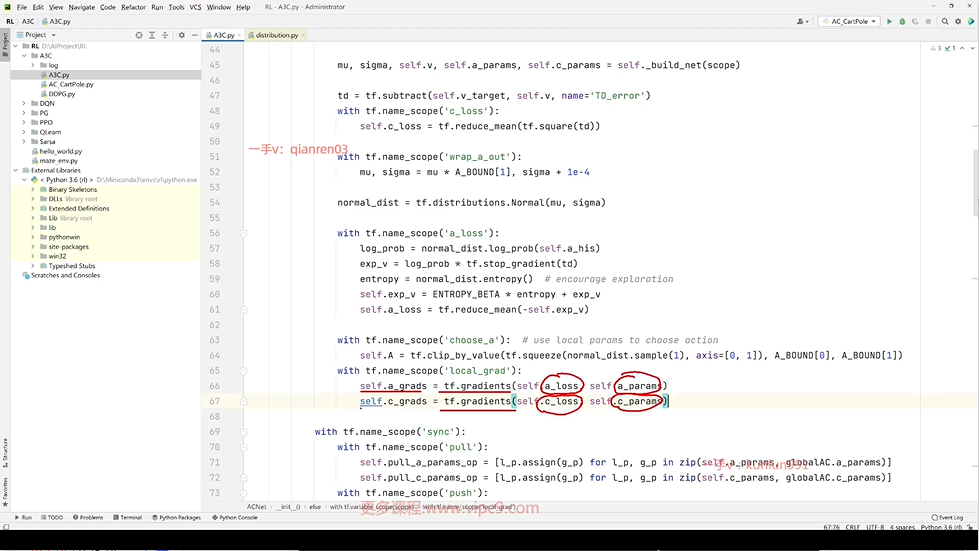 File Edit View Navigate Code Refactor Run Tools VCS Window Help RL - A3C.py - Administrator
RL A3C A3C.py AC_CartPole
Project A3C.py distribution.py
RL D:\AIProject\RL
A3C
log
A3C.py
AC_CartPole.py
DDPG.py
DQN
PG
PPO
QLearn
Sarsa
hello_world.py
maze_env.py
External Libraries
< Python 3.6 (rl) > D:\Miniconda3\envs\rl\python.exe
Binary Skeletons
DLLs library root
Extended Definitions
Lib library root
lib
pythonwin
site-packages
win32
Typeshed Stubs
Scratches and Consoles
Project
Structure
Favorites
3 1
44
45 mu, sigma, self.v, self.a_params, self.c_params = self._build_net(scope)
46
47 td = tf.subtract(self.v_target, self.v, name='TD_error')
48 with tf.name_scope('c_loss'):
49 self.c_loss = tf.reduce_mean(tf.square(td))
50
一手v：qianren03
51 with tf.name_scope('wrap_a_out'):
52 mu, sigma = mu * A_BOUND[1], sigma + 1e-4
53
54 normal_dist = tf.distributions.Normal(mu, sigma)
55
56 with tf.name_scope('a_loss'):
57 log_prob = normal_dist.log_prob(self.a_his)
58 exp_v = log_prob * tf.stop_gradient(td)
59 entropy = normal_dist.entropy() # encourage exploration
60 self.exp_v = ENTROPY_BETA * entropy + exp_v
61 self.a_loss = tf.reduce_mean(-self.exp_v)
62
63 with tf.name_scope('choose_a'): # use local params to choose action
64 self.A = tf.clip_by_value(tf.squeeze(normal_dist.sample(1), axis=[0, 1]), A_BOUND[0], A_BOUND[1])
65 with tf.name_scope('local_grad'):
66 self.a_grads = tf.gradients(self.a_loss, self.a_params)
67 self.c_grads = tf.gradients(self.c_loss, self.c_params)
68
69 with tf.name_scope('sync'):
70 with tf.name_scope('pull'):
71 self.pull_a_params_op = [l_p.assign(g_p) for l_p, g_p in zip(self.a_params, globalAC.a_params)]
72 self.pull_c_params_op = [l_p.assign(g_p) for l_p, g_p in zip(self.c_params, globalAC.c_params)]
73 with tf.name_scope('push'):
更多课程:www.vipc9.com
ACNet __init__() else with tf.variable_scope(scope) with tf.name_scope('local_grad')
Run TODO Problems Terminal Python Packages Python Console Event Log
67:76 CRLF UTF-8 4 spaces Python 3.6 (rl)